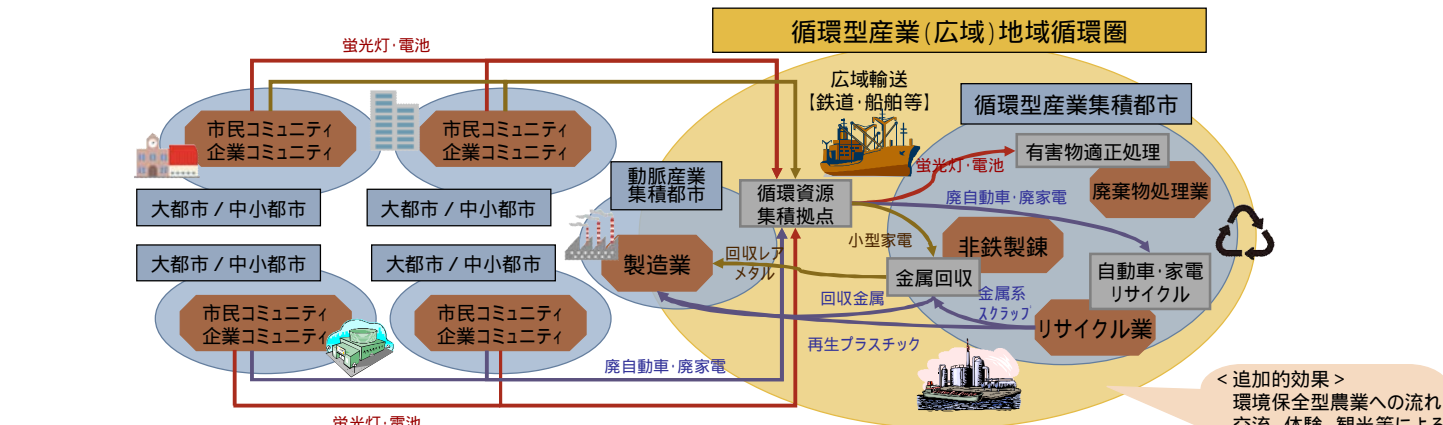 循環型産業(広域)地域循環圏
蛍光灯・電池
広域輸送
【鉄道・船舶等】
循環型産業集積都市
市民コミュニティ
企業コミュニティ
市民コミュニティ
企業コミュニティ
有害物適正処理
蛍光灯・電池
動脈産業
集積都市
循環資源
集積拠点
廃棄物処理業
廃自動車・廃家電
大都市 / 中小都市
大都市 / 中小都市
小型家電
非鉄製錬
大都市 / 中小都市
大都市 / 中小都市
製造業
回収レア
メタル
金属回収
自動車・家電
リサイクル
回収金属
金属系
スクラップ
市民コミュニティ
企業コミュニティ
市民コミュニティ
企業コミュニティ
リサイクル業
再生プラスチック
廃自動車・廃家電
<追加的効果>
環境保全型農業への流れ
蛍光灯・電池